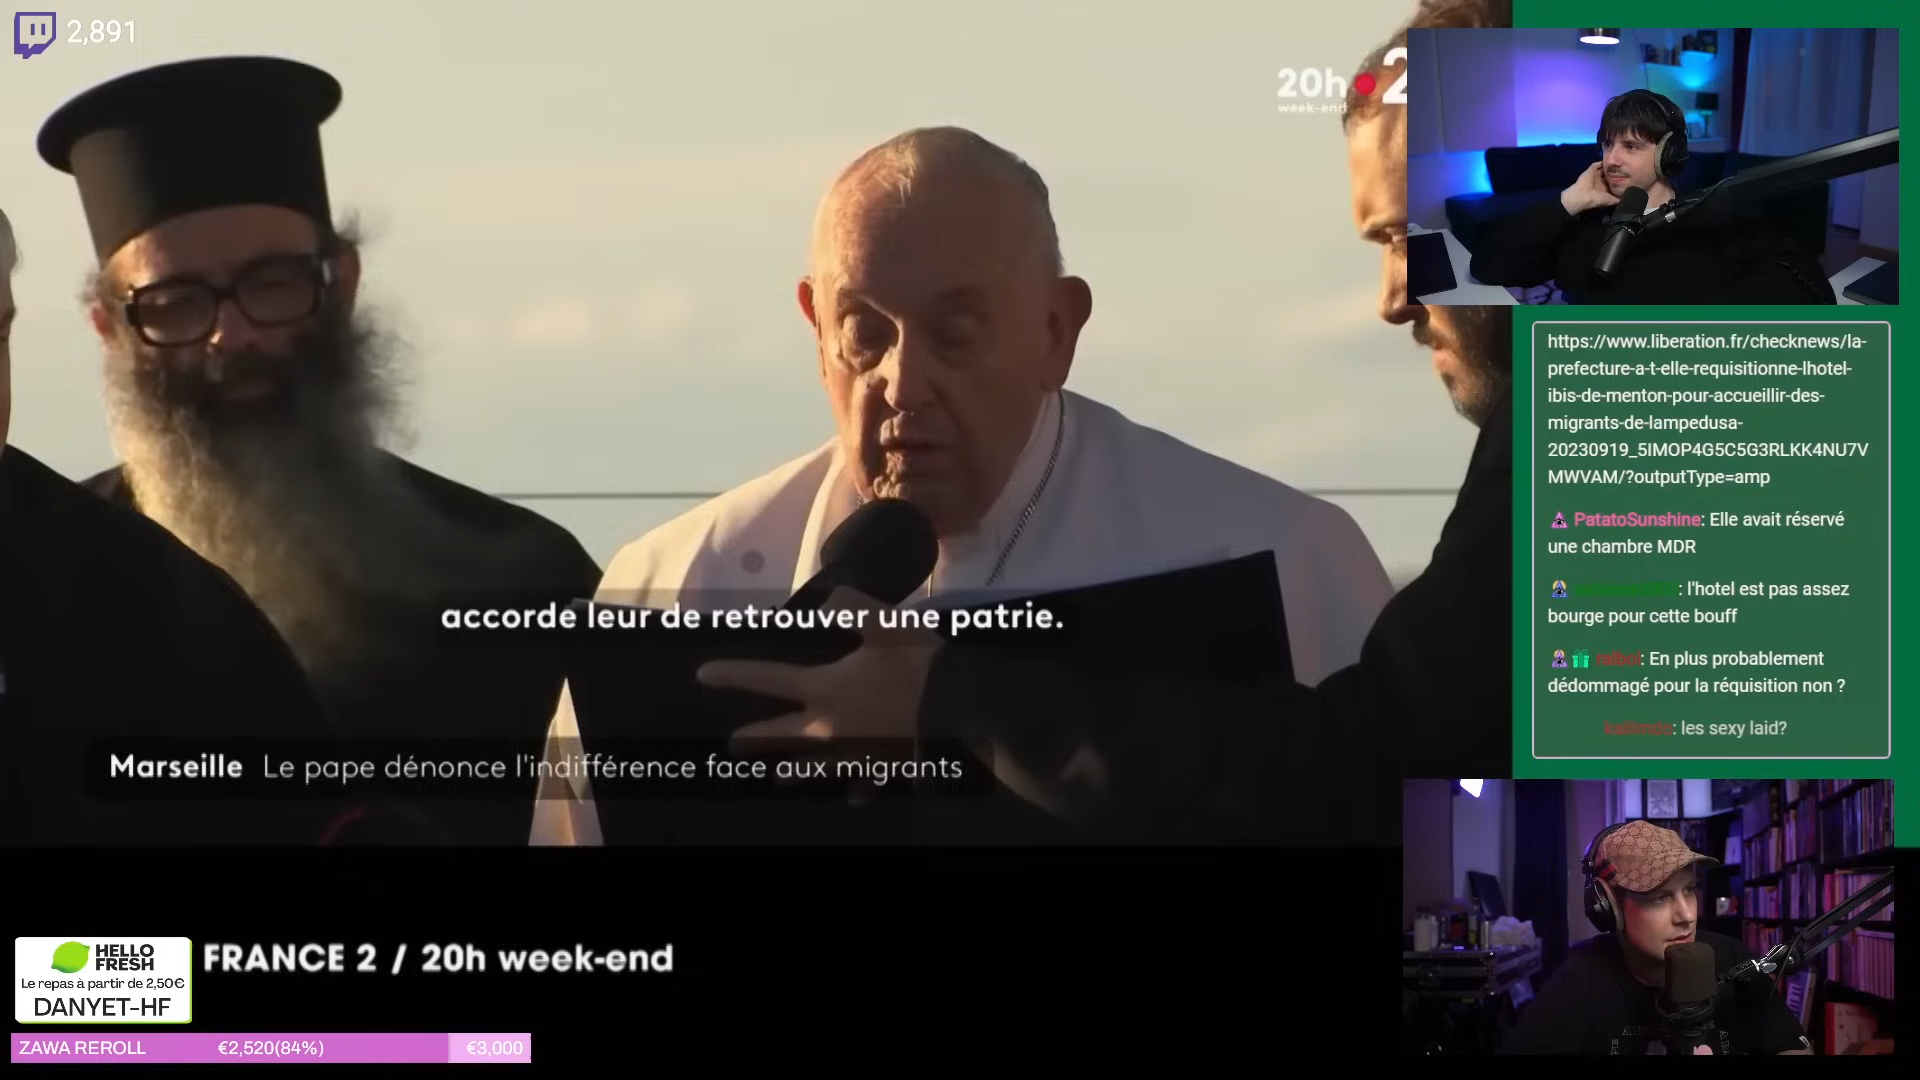 2,891
20h 2
week-end
accorde leur de retrouver une patrie.
Marseille Le pape dénonce l'indifférence face aux migrants
https://www.liberation.fr/checknews/la-
prefecture-a-t-elle-requisitionne-lhotel-
ibis-de-menton-pour-accueillir-des-
migrants-de-lampedusa-
20230919_5IMOP4G5C5G3RLKK4NU7V
MWVAM/?outputType=amp
PatatoSunshine: Elle avait réservé
une chambre MDR
: l'hotel est pas assez
bourge pour cette bouff
: En plus probablement
dédommagé pour la réquisition non ?
: les sexy laid?
HELLO
FRESH
Le repas à partir de 2,50€
DANYET-HF
FRANCE 2 / 20h week-end
ZAWA REROLL €2,520(84%) €3,000